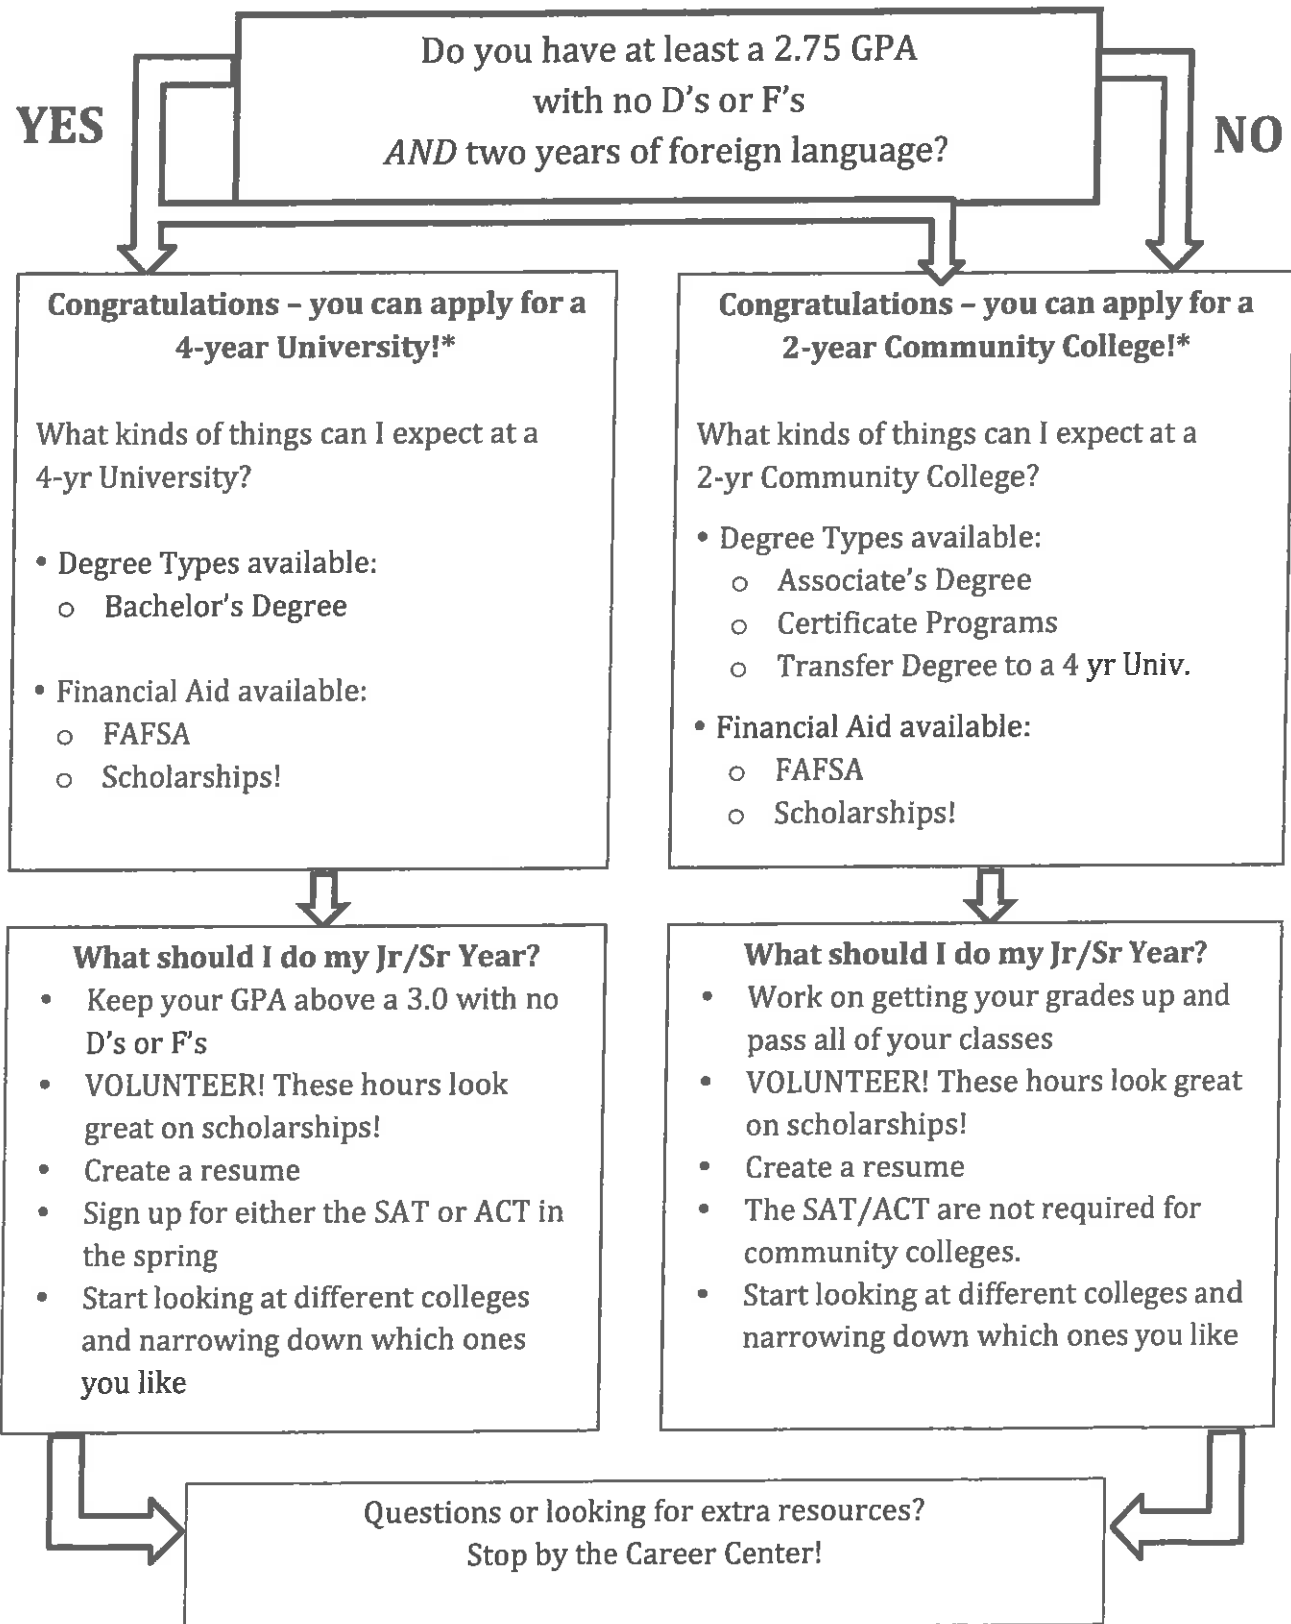 Do you have at least a 2.75 GPA
with no D's or F's
AND two years of foreign language?
YES
NO
Congratulations – you can apply for a
4-year University!*
What kinds of things can I expect at a
4-yr University?
• Degree Types available:
o Bachelor's Degree
• Financial Aid available:
o FAFSA
o Scholarships!
Congratulations – you can apply for a
2-year Community College!*
What kinds of things can I expect at a
2-yr Community College?
• Degree Types available:
o Associate's Degree
o Certificate Programs
o Transfer Degree to a 4 yr Univ.
• Financial Aid available:
o FAFSA
o Scholarships!
What should I do my Jr/Sr Year?
• Keep your GPA above a 3.0 with no
D's or F's
• VOLUNTEER! These hours look
great on scholarships!
• Create a resume
• Sign up for either the SAT or ACT in
the spring
• Start looking at different colleges
and narrowing down which ones
you like
What should I do my Jr/Sr Year?
• Work on getting your grades up and
pass all of your classes
• VOLUNTEER! These hours look great
on scholarships!
• Create a resume
• The SAT/ACT are not required for
community colleges.
• Start looking at different colleges and
narrowing down which ones you like
Questions or looking for extra resources?
Stop by the Career Center!